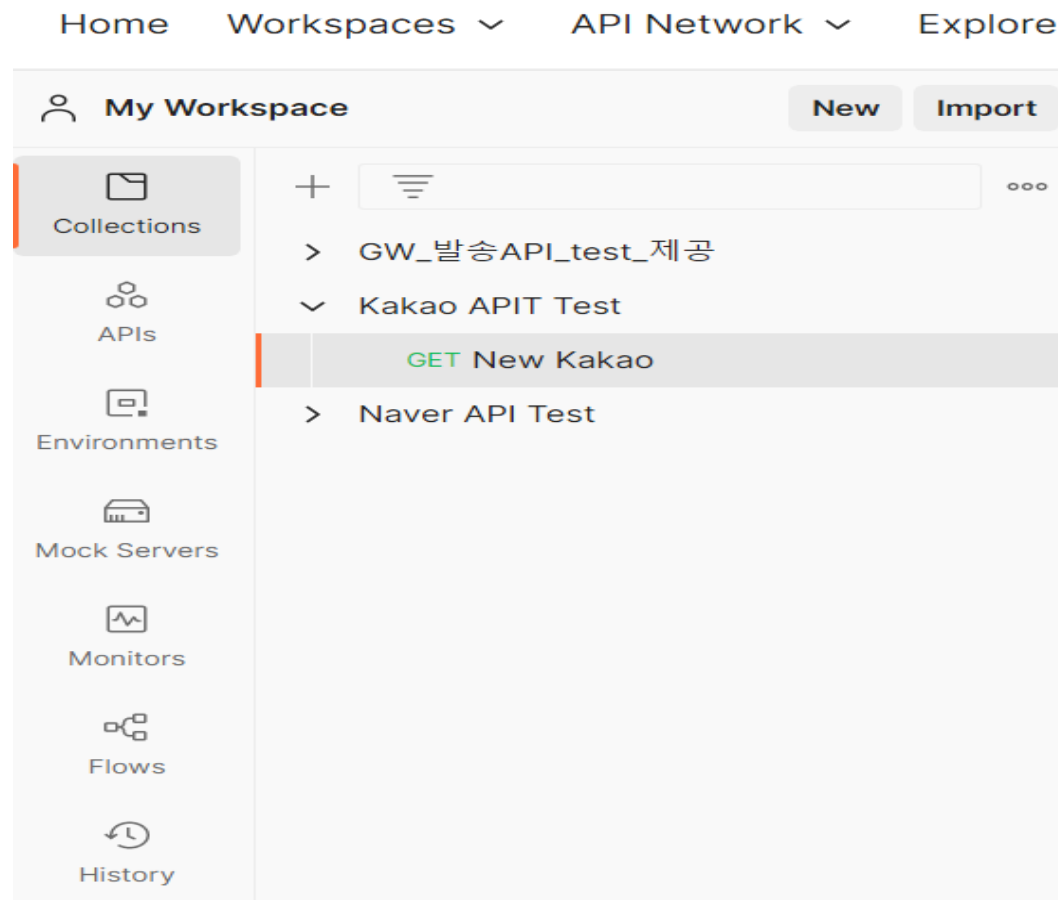 Home Workspaces API Network Explore
My Workspace New Import
Collections
APIs
Environments
Mock Servers
Monitors
Flows
History
GW_발송API_test_제공
Kakao APIT Test
GET New Kakao
Naver API Test